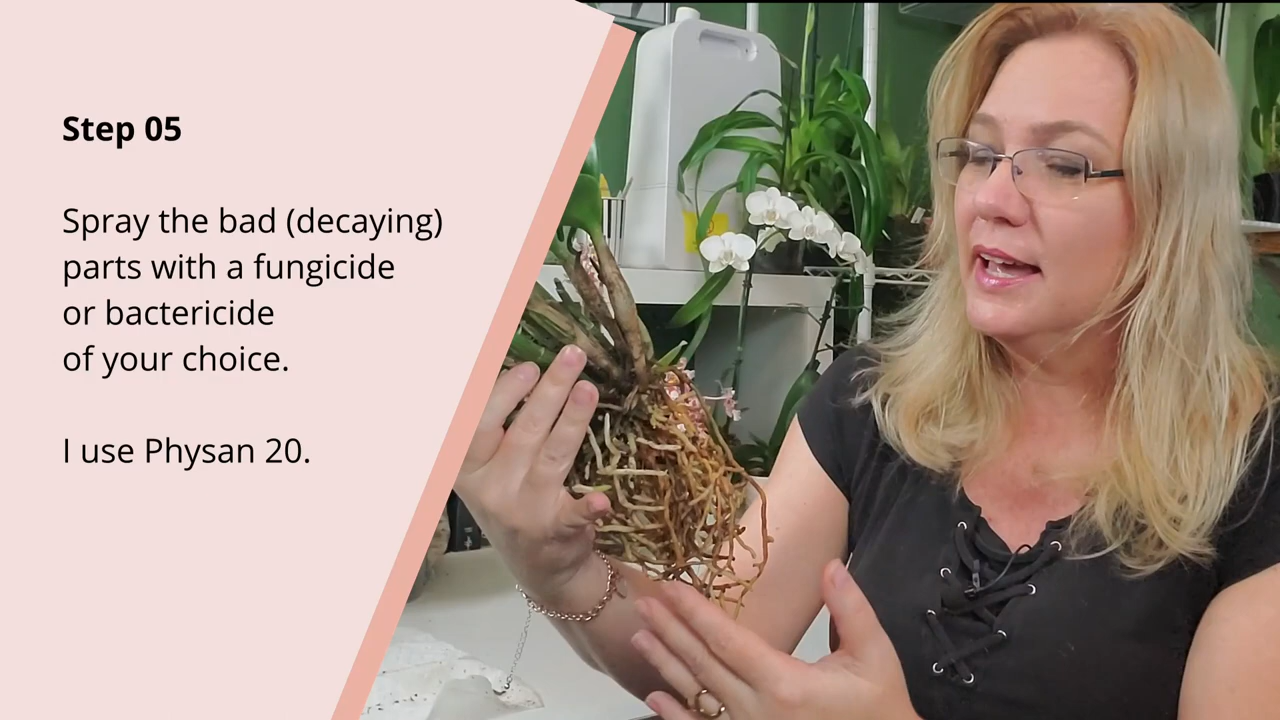 Step 05
Spray the bad (decaying)
parts with a fungicide
or bactericide
of your choice.
I use Physan 20.